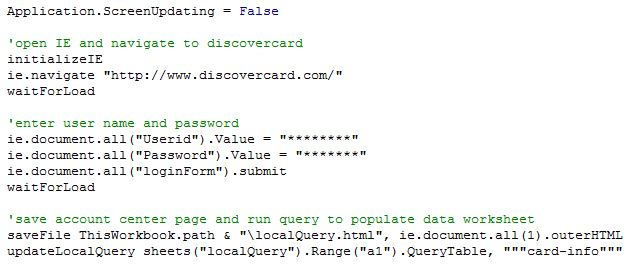 Application.ScreenUpdating = False
'open IE and navigate to discovercard
initializeIE
ie.navigate "http://www.discovercard.com/"
waitForLoad
'enter user name and password
ie.document.all("Userid").Value = "********"
ie.document.all("Password").Value = "*******"
ie.document.all("loginForm").submit
waitForLoad
'save account center page and run query to populate data worksheet
saveFile ThisWorkbook.path & "\localQuery.html", ie.document.all(1).outerHTML
updateLocalQuery sheets("localQuery").Range("a1").QueryTable, """card-info"""